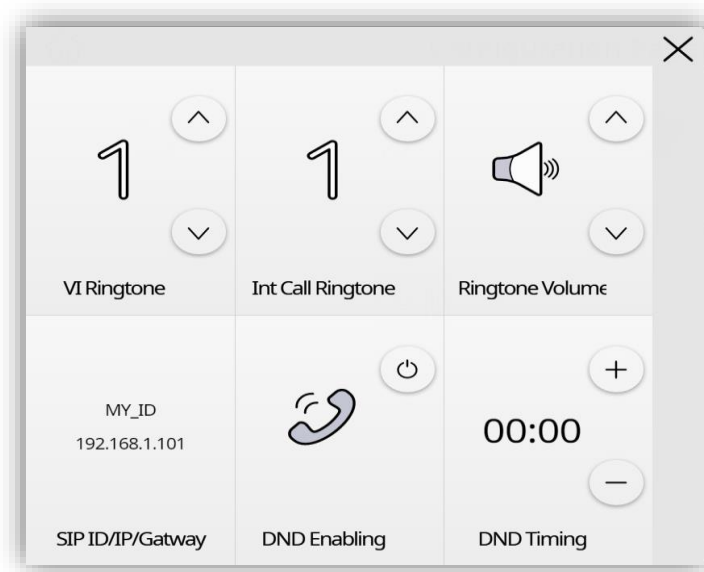 1
1
VI Ringtone
Int Call Ringtone
Ringtone Volume
MY_ID
192.168.1.101
00:00
SIP ID/IP/Gatway
DND Enabling
DND Timing